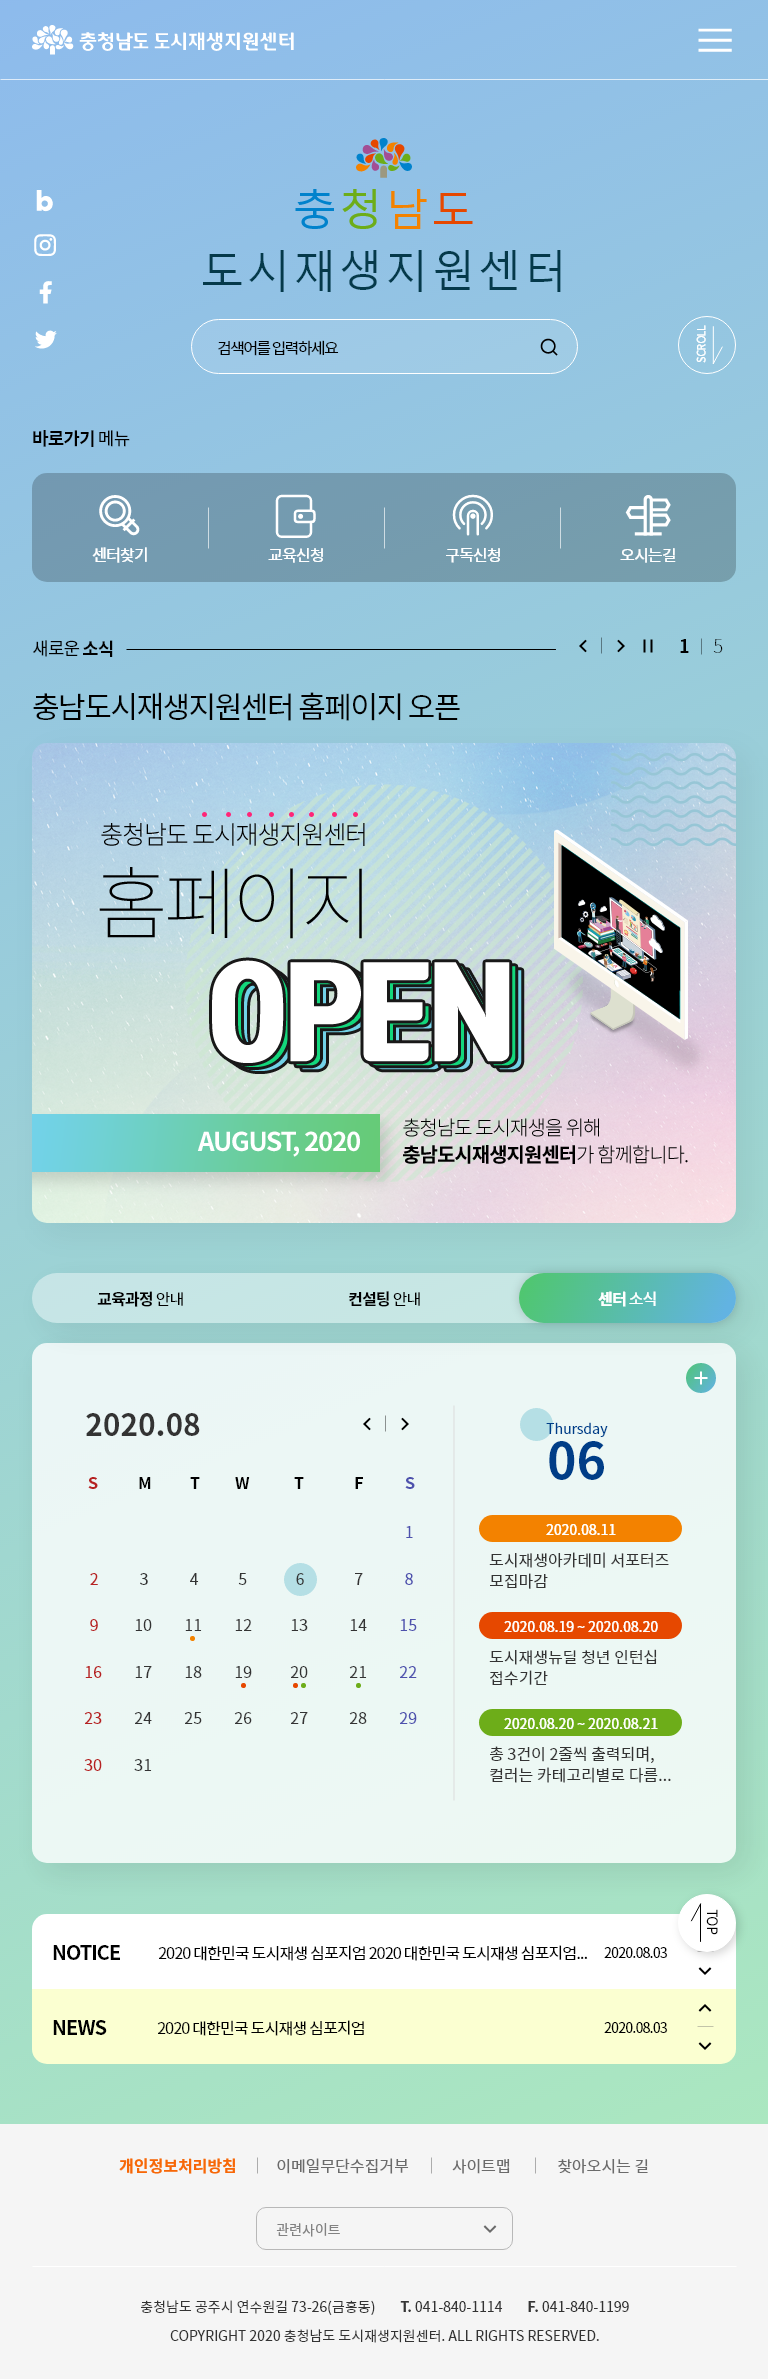 충청남도 도시재생지원센터
충청남도
도시재생지원센터
검색어를 입력하세요
SCROLL
바로가기 메뉴
센터찾기
교육신청
구독신청
오시는길
새로운 소식
1 5
충남도시재생지원센터 홈페이지 오픈
충청남도 도시재생지원센터
홈페이지
OPEN
AUGUST, 2020
충청남도 도시재생을 위해
충남도시재생지원센터가 함께합니다.
교육과정 안내
컨설팅 안내
센터 소식
2020.08
S M T W T F S
1
2 3 4 5 6 7 8
9 10 11 12 13 14 15
16 17 18 19 20 21 22
23 24 25 26 27 28 29
30 31
Thursday
06
2020.08.11
도시재생아카데미 서포터즈
모집마감
2020.08.19 ~ 2020.08.20
도시재생뉴딜 청년 인턴십
접수기간
2020.08.20 ~ 2020.08.21
총 3건이 2줄씩 출력되며,
컬러는 카테고리별로 다름...
TOP
NOTICE 2020 대한민국 도시재생 심포지엄 2020 대한민국 도시재생 심포지엄... 2020.08.03
NEWS 2020 대한민국 도시재생 심포지엄 2020.08.03
개인정보처리방침 이메일무단수집거부 사이트맵 찾아오시는 길
관련사이트
충청남도 공주시 연수원길 73-26(금흥동) T. 041-840-1114 F. 041-840-1199
COPYRIGHT 2020 충청남도 도시재생지원센터. ALL RIGHTS RESERVED.